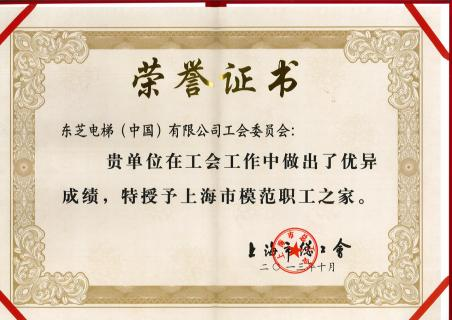 荣誉证书
东芝电梯（中国）有限公司工会委员会：
贵单位在工会工作中做出了优异
成绩，特授予上海市模范职工之家。
上海市總工會
二〇一三年十月